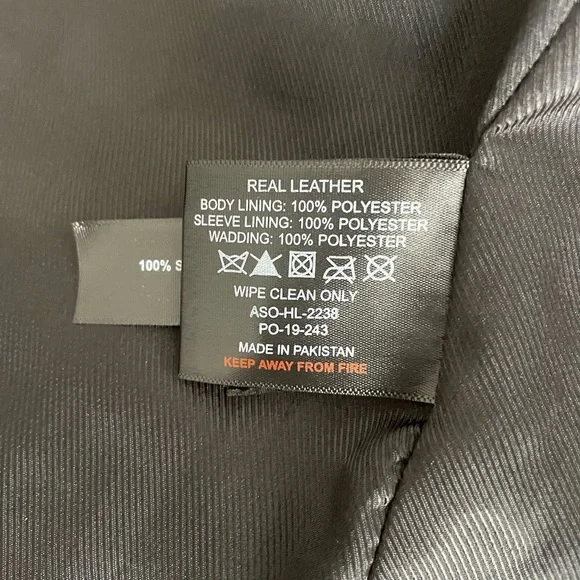 REAL LEATHER
BODY LINING: 100% POLYESTER
SLEEVE LINING: 100% POLYESTER
WADDING: 100% POLYESTER
WIPE CLEAN ONLY
ASO-HL-2238
PO-19-243
MADE IN PAKISTAN
KEEP AWAY FROM FIRE
100% S